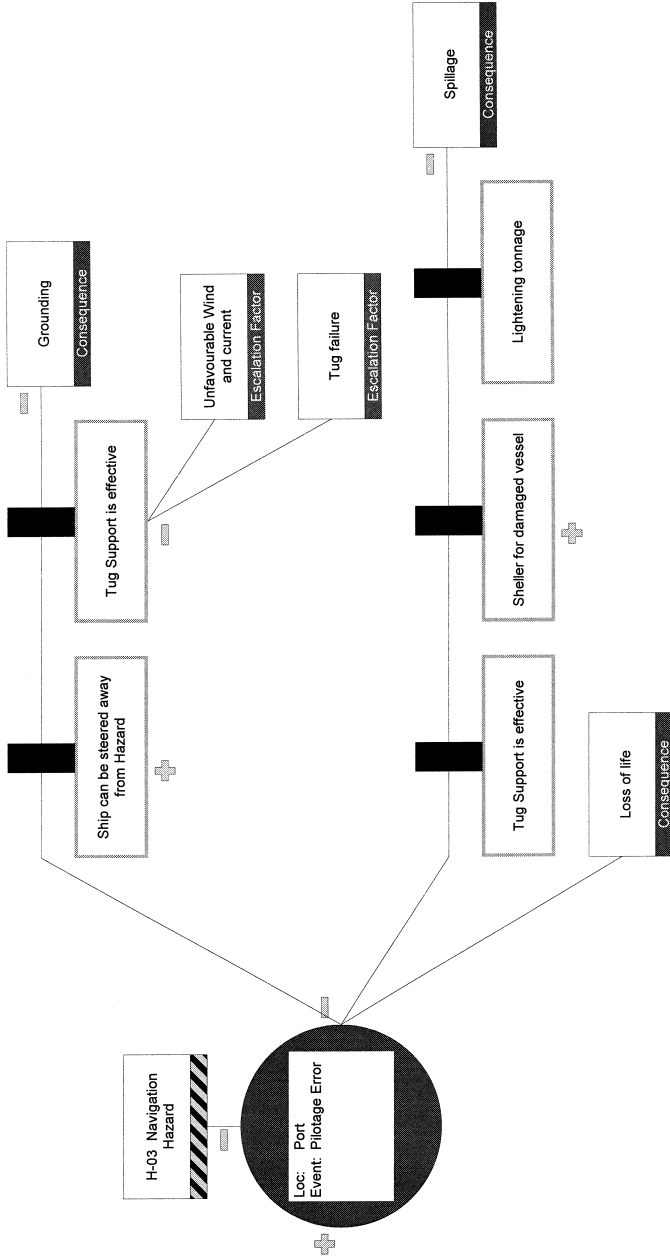 H-03 Navigation
Hazard
Loc: Port
Event: Pilotage Error
Ship can be steered away
from Hazard
Tug Support is effective
Grounding
Consequence
Unfavourable Wind
and current
Escalation Factor
Tug failure
Escalation Factor
Tug Support is effective
Sheller for damaged vessel
Lightening tonnage
Spillage
Consequence
Loss of life
Consequence